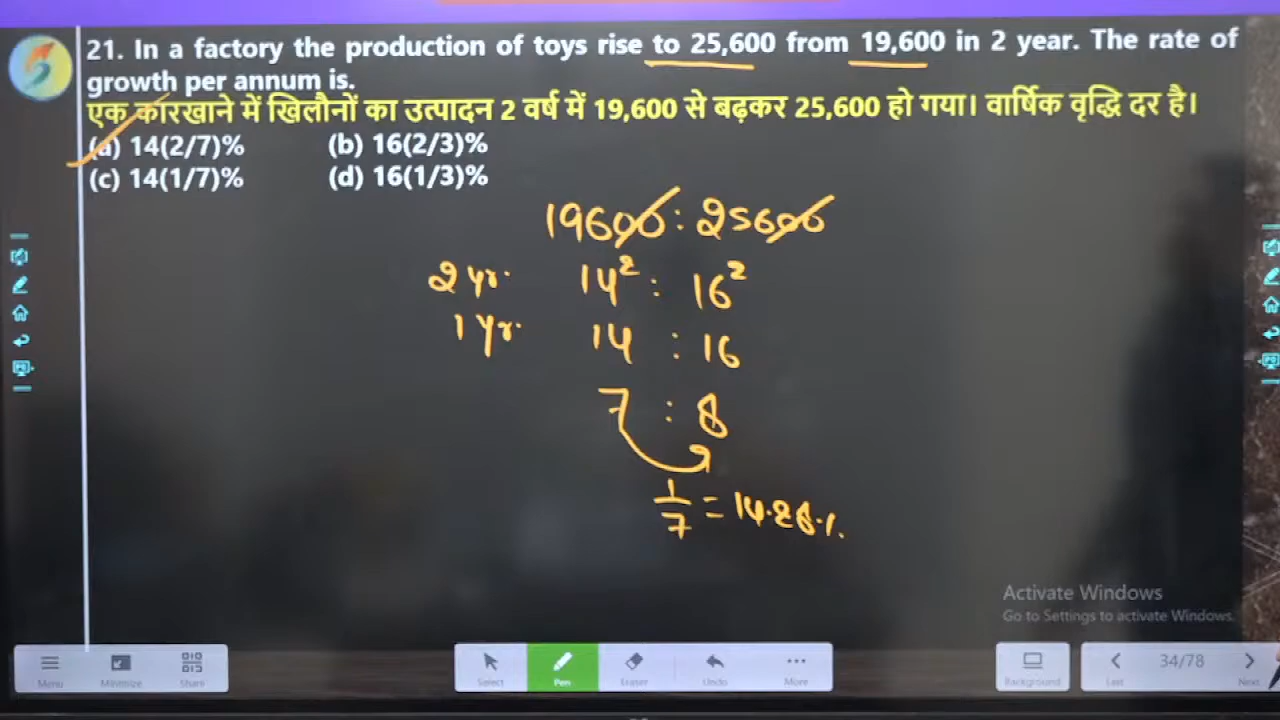 21. In a factory the production of toys rise to 25,600 from 19,600 in 2 year. The rate of
growth per annum is.
एक कारखाने में खिलौनों का उत्पादन 2 वर्ष में 19,600 से बढ़कर 25,600 हो गया। वार्षिक वृद्धि दर है।
(a) 14(2/7)% (b) 16(2/3)%
(c) 14(1/7)% (d) 16(1/3)%
19600 : 25600
2 yr. 14² : 16²
1 yr. 14 : 16
7 : 8
1/7 = 14.28%
Activate Windows
Go to Settings to activate Windows.
Menu Minimize Share Select Pen Eraser Undo More Background Last 34/78 Next